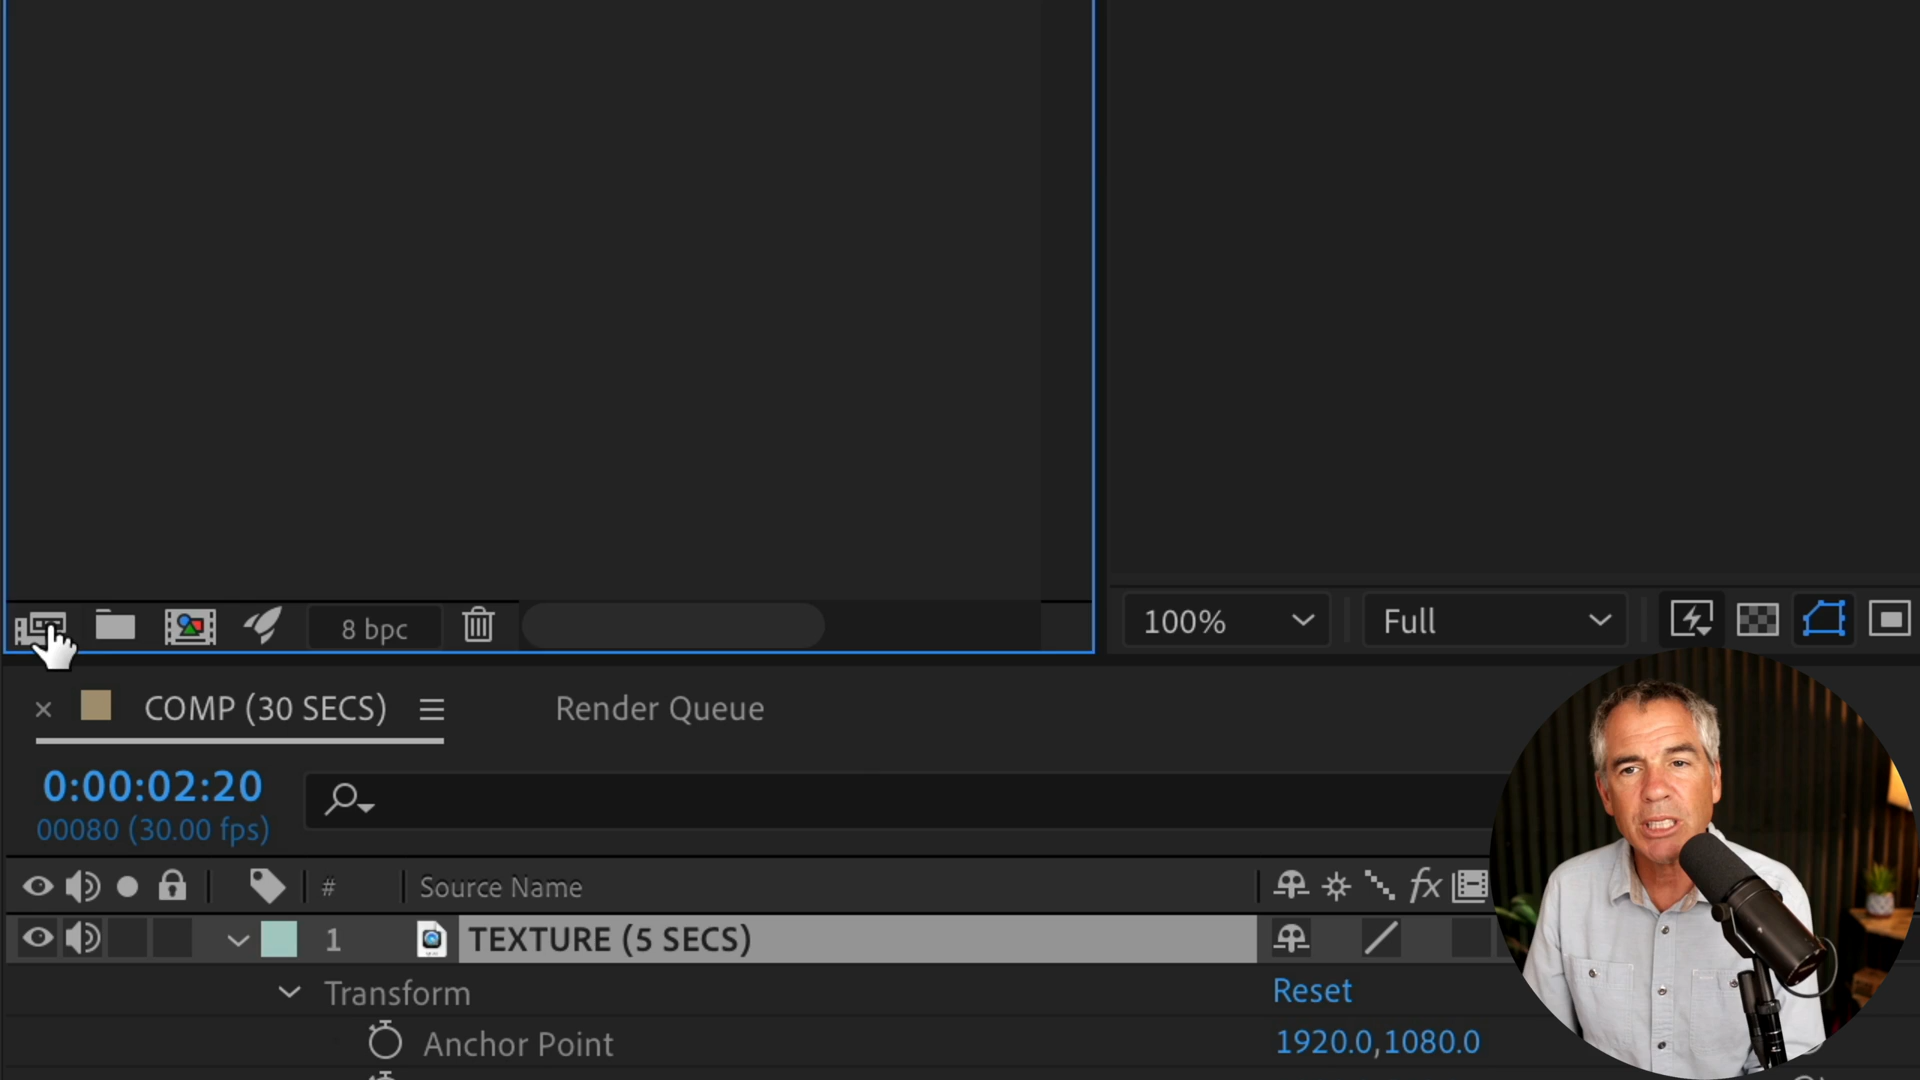 8 bpc
100%
Full
COMP (30 SECS)
Render Queue
0:00:02:20
00080 (30.00 fps)
# Source Name
fx
1 TEXTURE (5 SECS)
Transform
Reset
Anchor Point
1920.0,1080.0